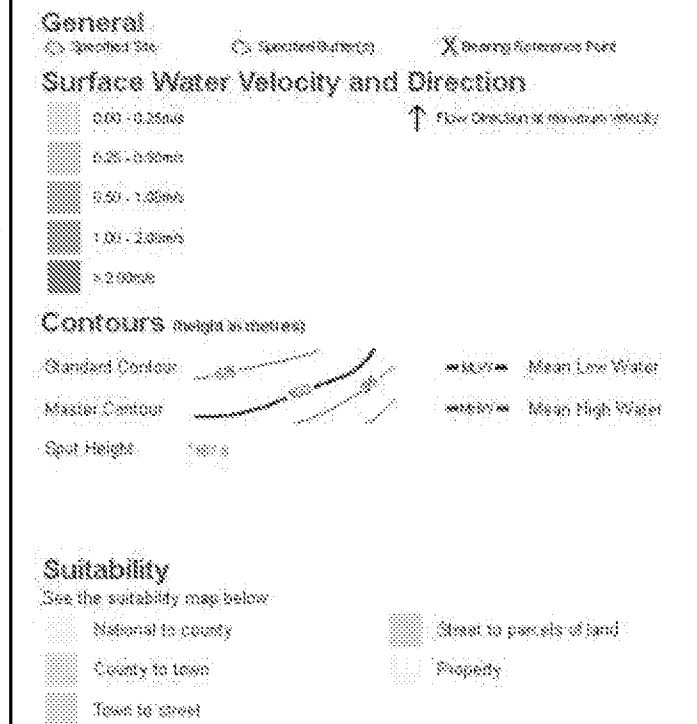 General
Specified Site Specified Buffer(s) X Bearing Reference Point
Surface Water Velocity and Direction
0.00 - 0.25m/s Flow Direction at maximum velocity
0.25 - 0.50m/s
0.50 - 1.00m/s
1.00 - 2.00m/s
> 2.00m/s
Contours (height in metres)
Standard Contour Mean Low Water
Master Contour Mean High Water
Spot Height
Suitability
See the suitability map below
National to county Street to parcels of land
County to town Property
Town to street